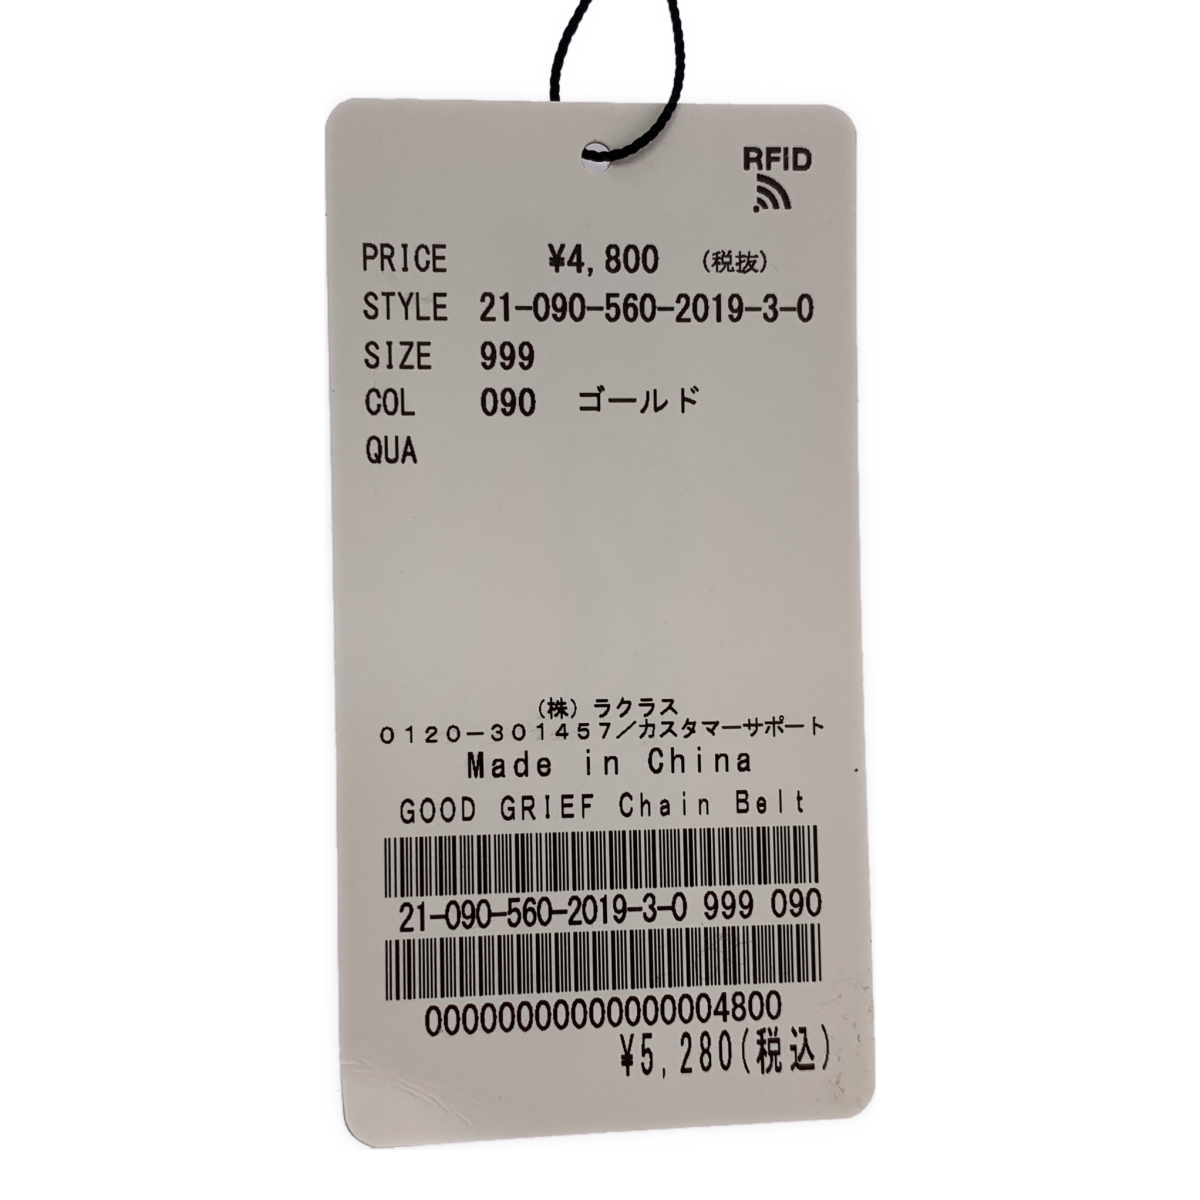 RFID
PRICE ¥4,800 (税抜)
STYLE 21-090-560-2019-3-0
SIZE 999
COL 090 ゴールド
QUA
(株)ラクラス
0120-301457/カスタマーサポート
Made in China
GOOD GRIEF Chain Belt
21-090-560-2019-3-0 999 090
00000000000000004800
¥5,280(税込)